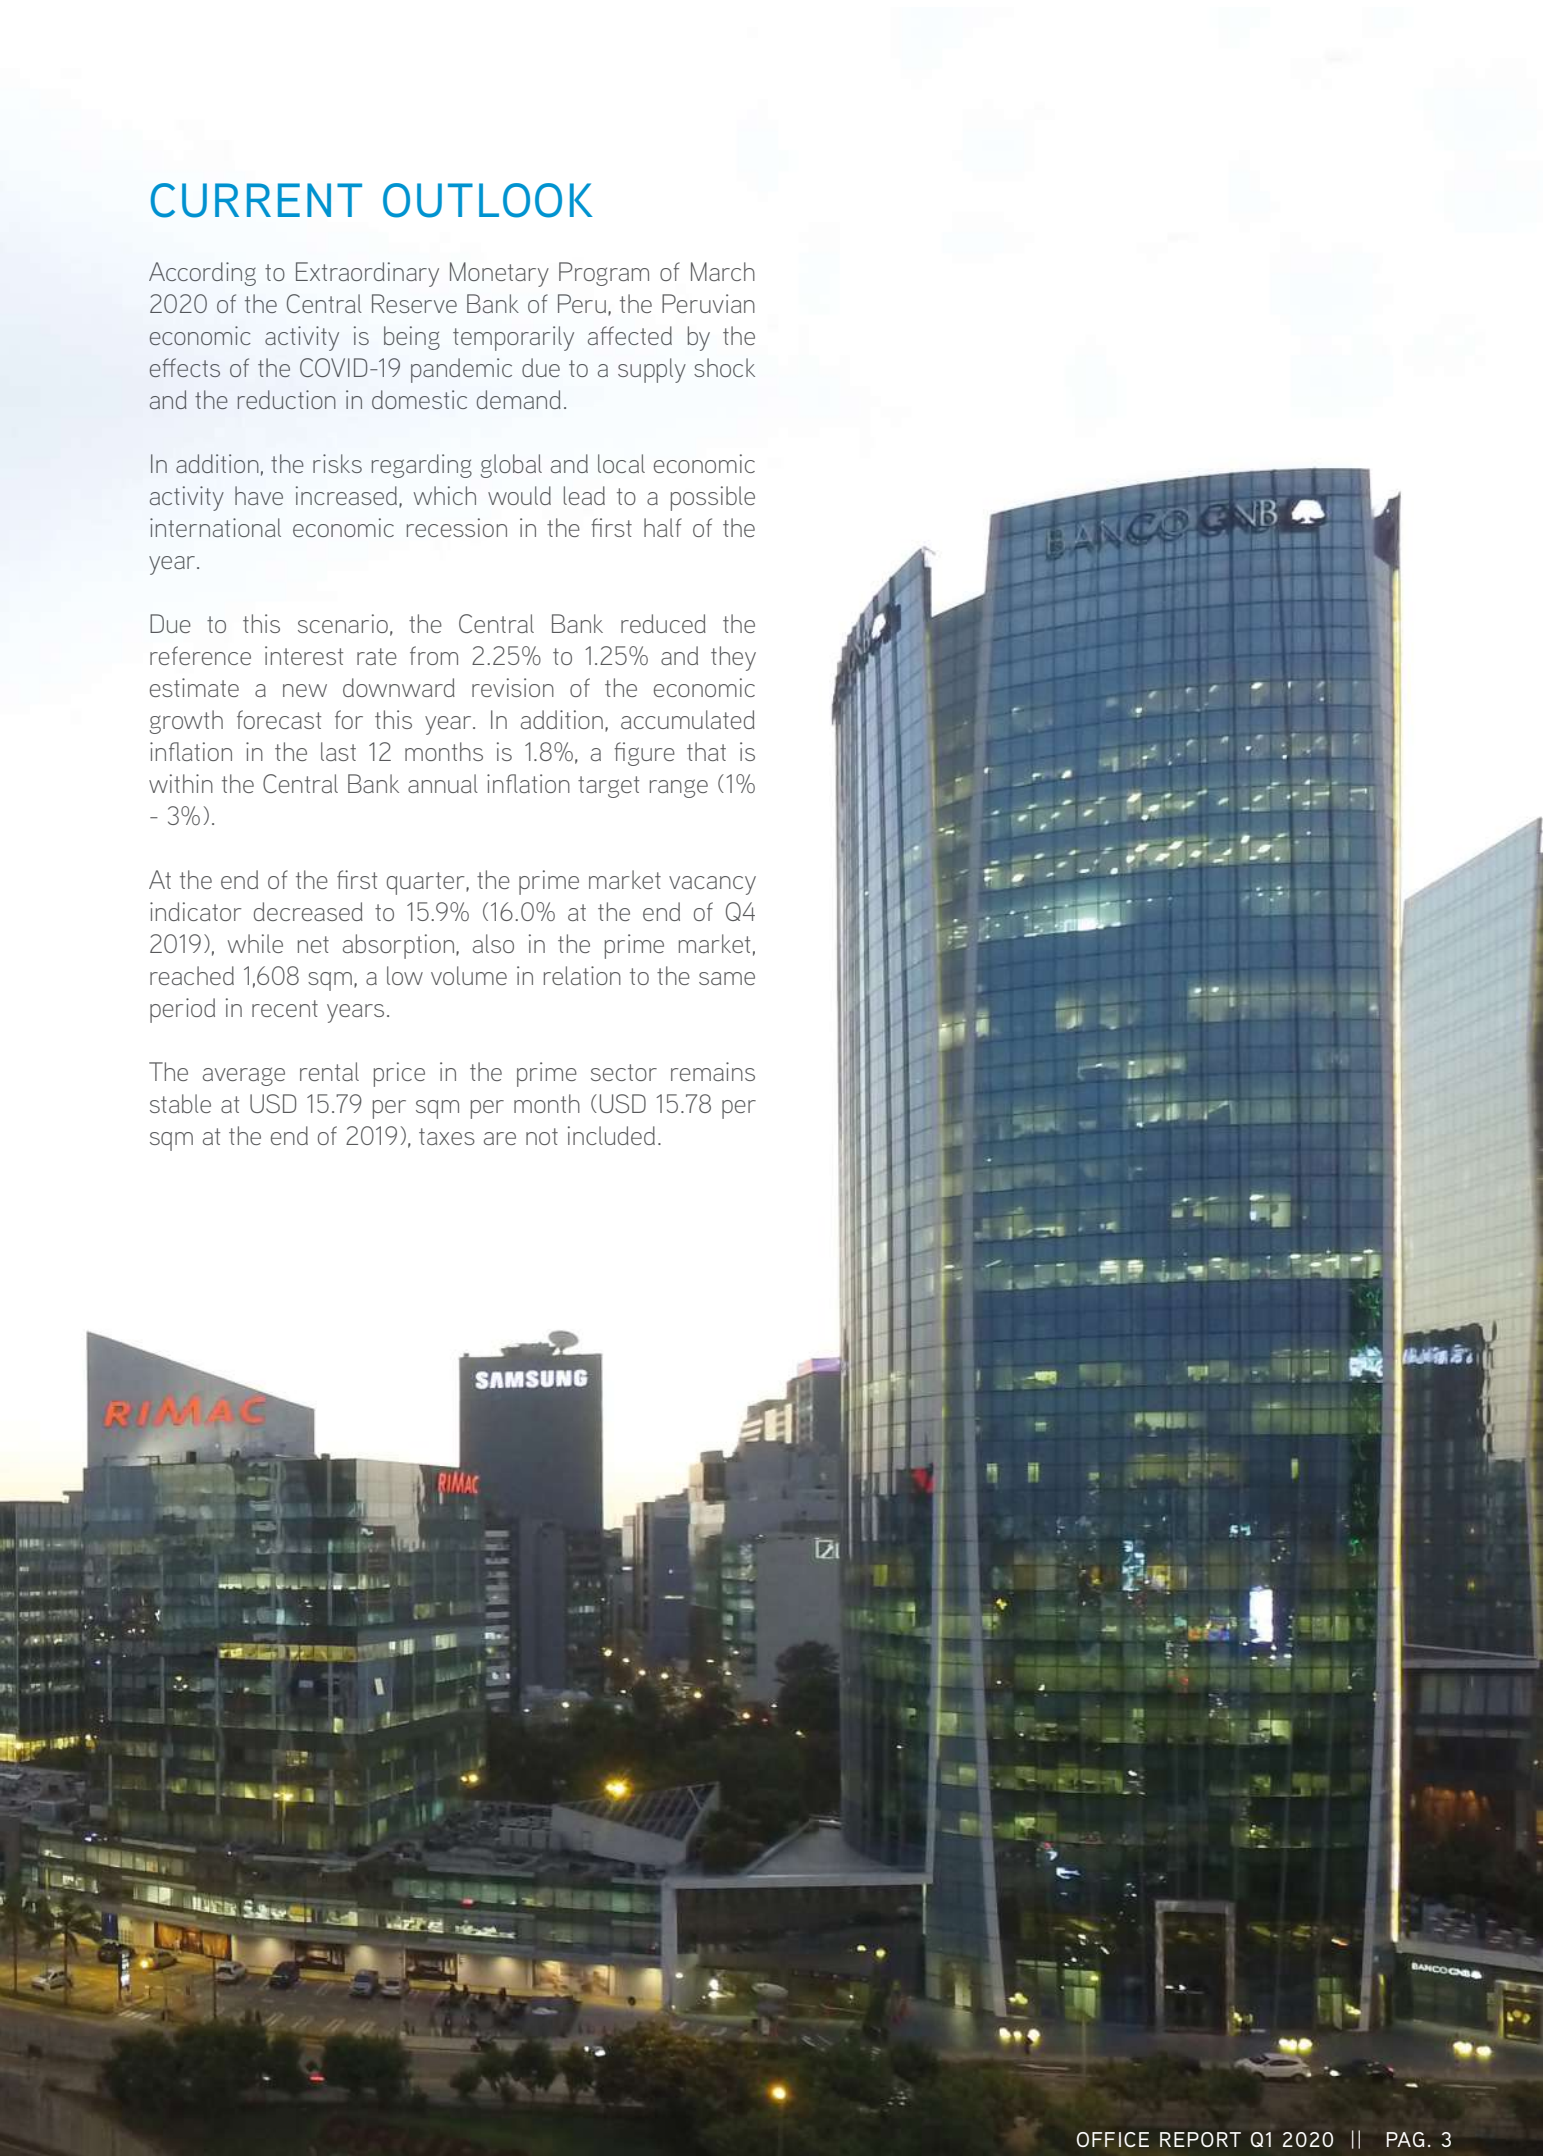 CURRENT OUTLOOK
According to Extraordinary Monetary Program of March
2020 of the Central Reserve Bank of Peru, the Peruvian
economic activity is being temporarily affected by the
effects of the COVID-19 pandemic due to a supply shock
and the reduction in domestic demand.
In addition, the risks regarding global and local economic
activity have increased, which would lead to a possible
international economic recession in the first half of the
year.
Due to this scenario, the Central Bank reduced the
reference interest rate from 2.25% to 1.25% and they
estimate a new downward revision of the economic
growth forecast for this year. In addition, accumulated
inflation in the last 12 months is 1.8%, a figure that is
within the Central Bank annual inflation target range (1%
- 3%).
At the end of the first quarter, the prime market vacancy
indicator decreased to 15.9% (16.0% at the end of Q4
2019), while net absorption, also in the prime market,
reached 1,608 sqm, a low volume in relation to the same
period in recent years.
The average rental price in the prime sector remains
stable at USD 15.79 per sqm per month (USD 15.78 per
sqm at the end of 2019), taxes are not included.
BANCO GNB
SAMSUNG
RIMAC
RIMAC
BANCO GNB
OFFICE REPORT Q1 2020 || PAG. 3